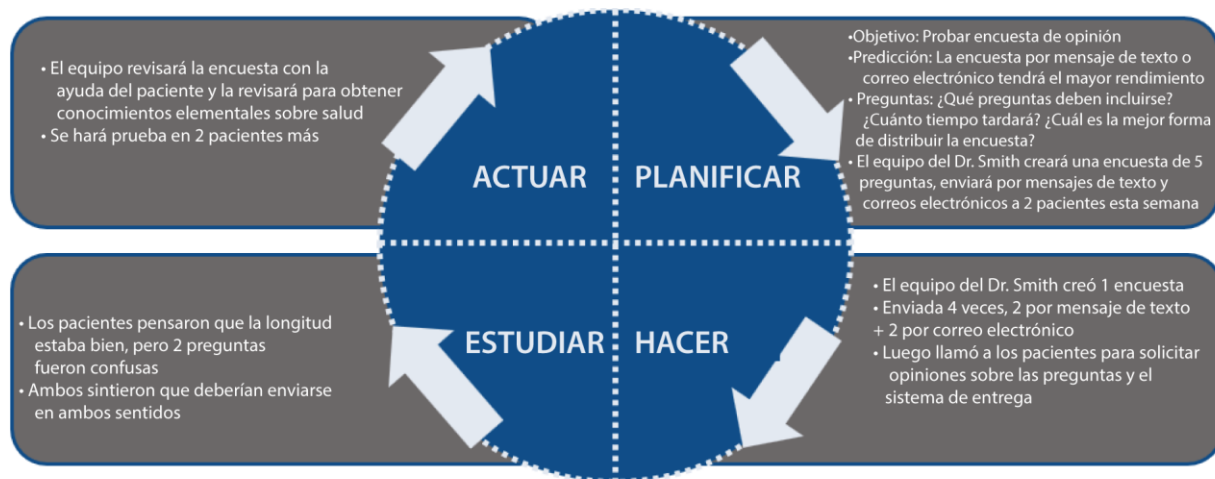 • El equipo revisará la encuesta con la
ayuda del paciente y la revisará para obtener
conocimientos elementales sobre salud
• Se hará prueba en 2 pacientes más
•Objetivo: Probar encuesta de opinión
•Predicción: La encuesta por mensaje de texto o
correo electrónico tendrá el mayor rendimiento
• Preguntas: ¿Qué preguntas deben incluirse?
¿Cuánto tiempo tardará? ¿Cuál es la mejor forma
de distribuir la encuesta?
• El equipo del Dr. Smith creará una encuesta de 5
preguntas, enviará por mensajes de texto y
correos electrónicos a 2 pacientes esta semana
ACTUAR
PLANIFICAR
ESTUDIAR
HACER
• Los pacientes pensaron que la longitud
estaba bien, pero 2 preguntas
fueron confusas
• Ambos sintieron que deberían enviarse
en ambos sentidos
• El equipo del Dr. Smith creó 1 encuesta
• Enviada 4 veces, 2 por mensaje de texto
+ 2 por correo electrónico
• Luego llamó a los pacientes para solicitar
opiniones sobre las preguntas y el
sistema de entrega